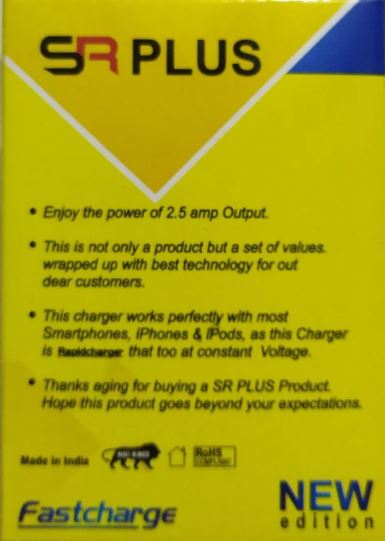 SR PLUS
• Enjoy the power of 2.5 amp Output.
• This is not only a product but a set of values.
wrapped up with best technology for out
dear customers.
• This charger works perfectly with most
Smartphones, iPhones & iPods, as this Charger
is Rapidcharger that too at constant Voltage.
• Thanks aging for buying a SR PLUS Product.
Hope this product goes beyond your expectations.
Made in India
RoHS
COMPLIANT
Fastcharge
NEW
edition